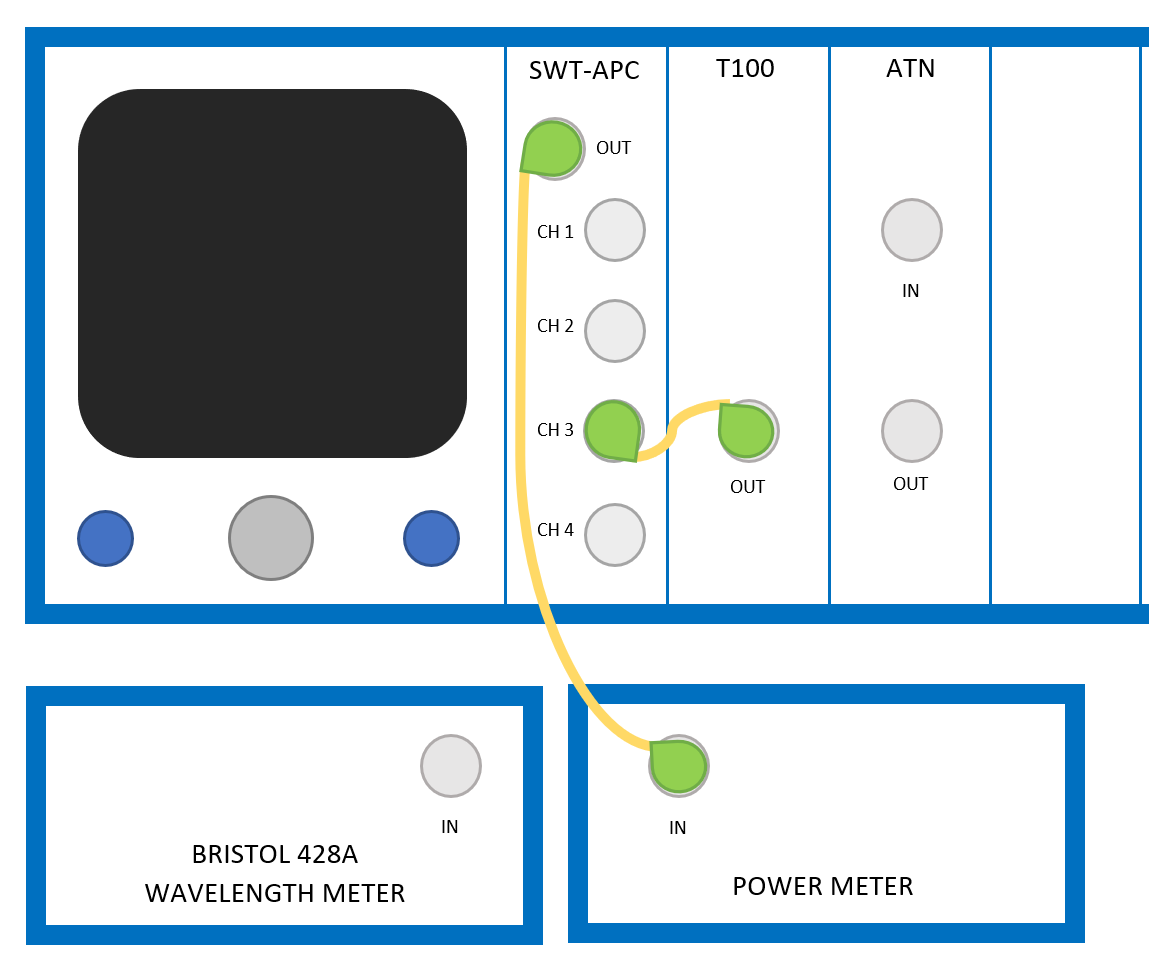 SWT-APC
T100
ATN
OUT
CH 1
CH 2
CH 3
CH 4
OUT
IN
OUT
IN
BRISTOL 428A
WAVELENGTH METER
IN
POWER METER